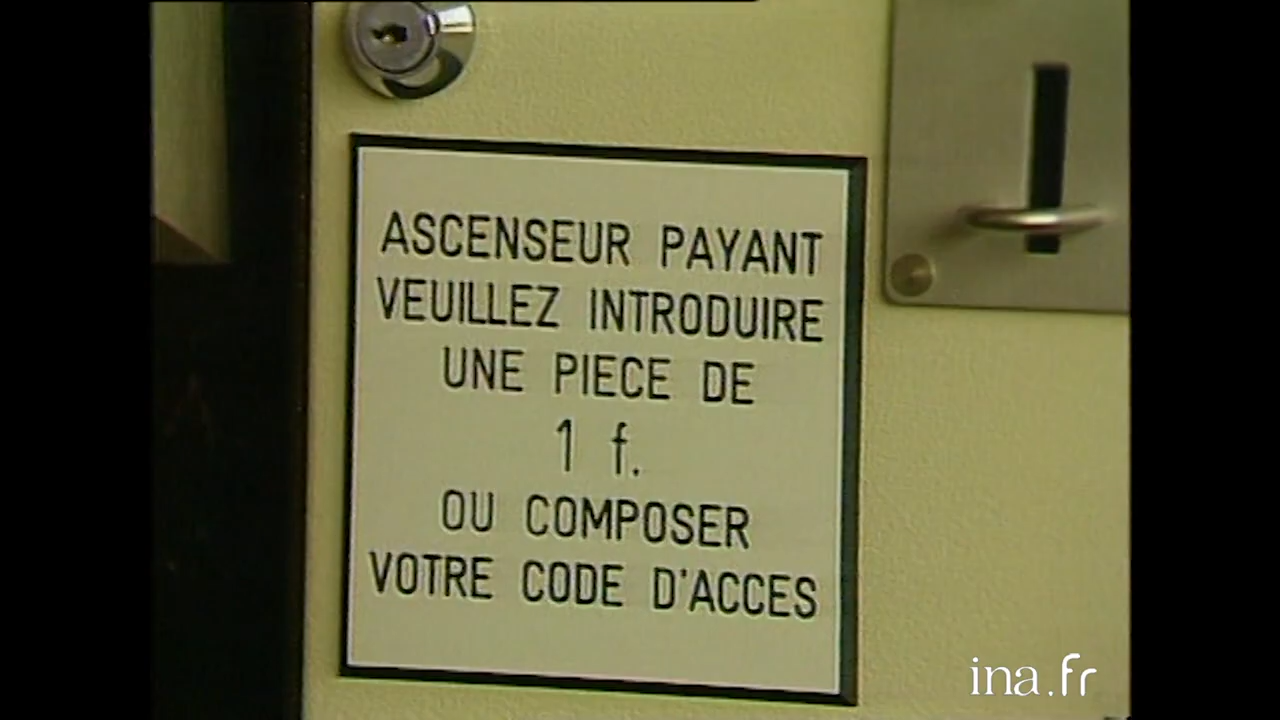 ASCENSEUR PAYANT
VEUILLEZ INTRODUIRE
UNE PIECE DE
1 f.
OU COMPOSER
VOTRE CODE D'ACCES
ina.fr